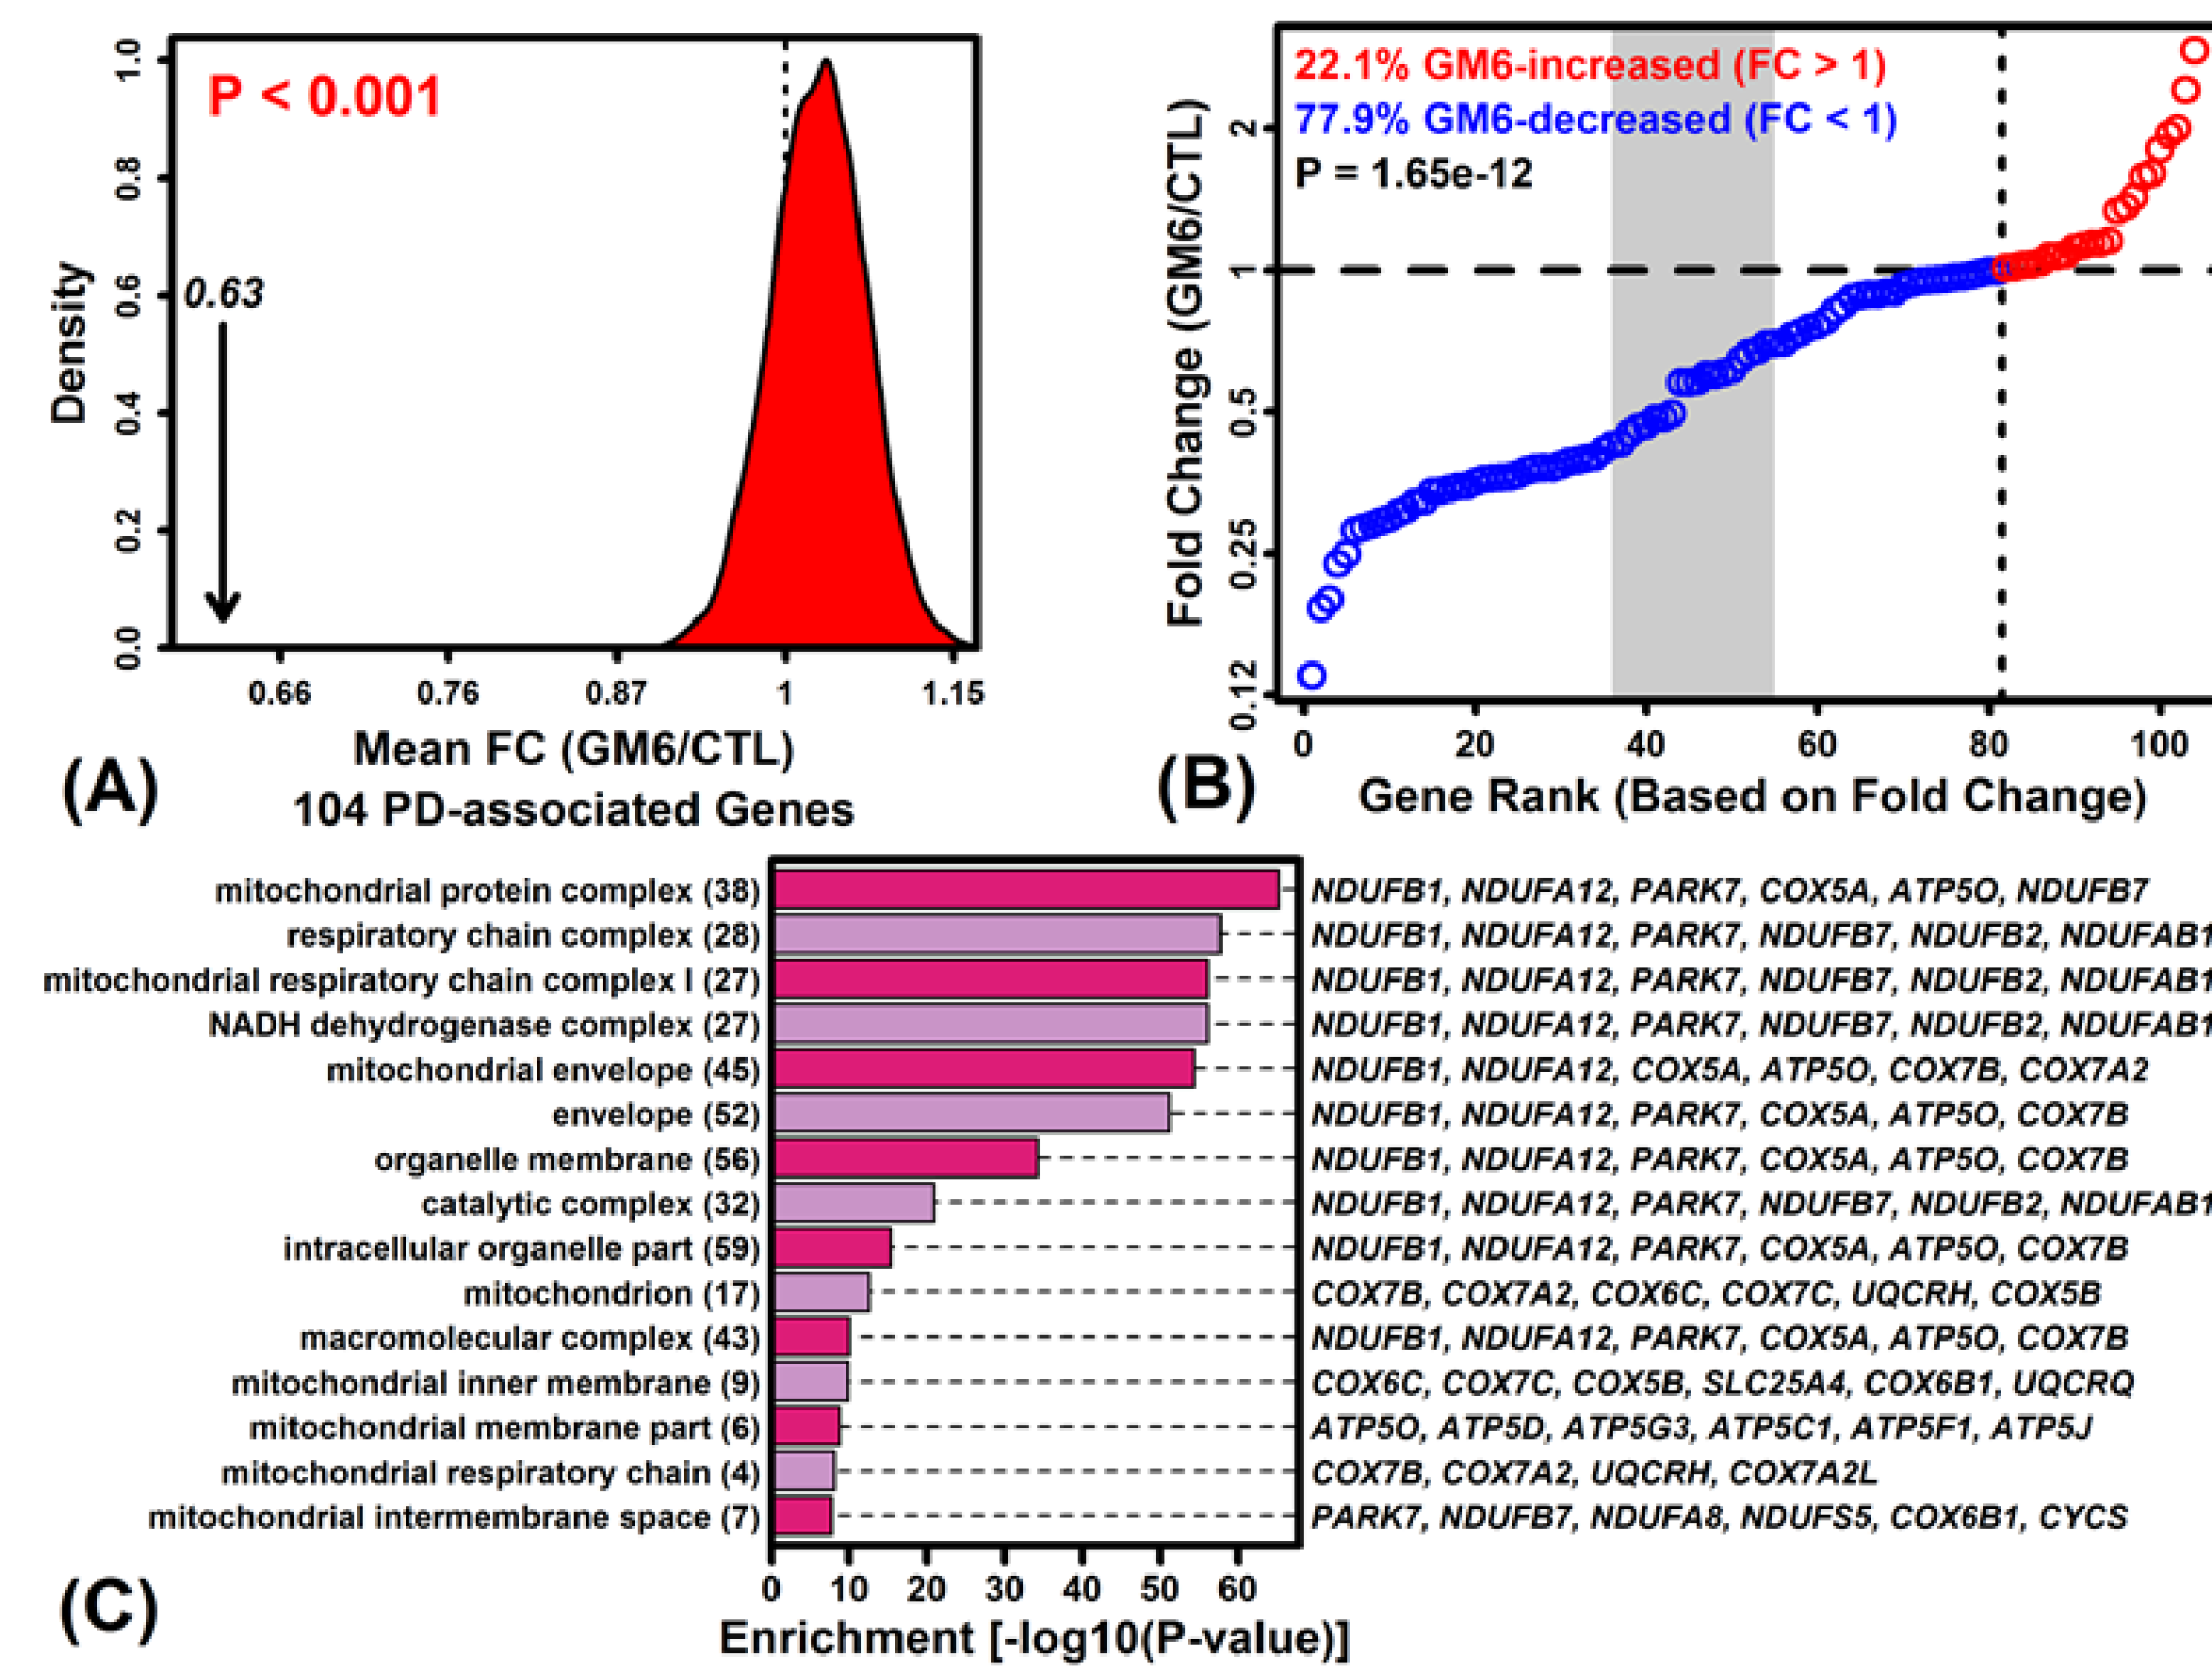 P < 0.001
0.63
Density
0.0 0.2 0.4 0.6 0.8 1.0
0.66 0.76 0.87 1 1.15
Mean FC (GM6/CTL)
104 PD-associated Genes
(A)
22.1% GM6-increased (FC > 1)
77.9% GM6-decreased (FC < 1)
P = 1.65e-12
Fold Change (GM6/CTL)
0.12 0.25 0.5 1 2
0 20 40 60 80 100
Gene Rank (Based on Fold Change)
(B)
mitochondrial protein complex (38) NDUFB1, NDUFA12, PARK7, COX5A, ATP5O, NDUFB7
respiratory chain complex (28) NDUFB1, NDUFA12, PARK7, NDUFB7, NDUFB2, NDUFAB1
mitochondrial respiratory chain complex I (27) NDUFB1, NDUFA12, PARK7, NDUFB7, NDUFB2, NDUFAB1
NADH dehydrogenase complex (27) NDUFB1, NDUFA12, PARK7, NDUFB7, NDUFB2, NDUFAB1
mitochondrial envelope (45) NDUFB1, NDUFA12, COX5A, ATP5O, COX7B, COX7A2
envelope (52) NDUFB1, NDUFA12, PARK7, COX5A, ATP5O, COX7B
organelle membrane (56) NDUFB1, NDUFA12, PARK7, COX5A, ATP5O, COX7B
catalytic complex (32) NDUFB1, NDUFA12, PARK7, NDUFB7, NDUFB2, NDUFAB1
intracellular organelle part (59) NDUFB1, NDUFA12, PARK7, COX5A, ATP5O, COX7B
mitochondrion (17) COX7B, COX7A2, COX6C, COX7C, UQCRH, COX5B
macromolecular complex (43) NDUFB1, NDUFA12, PARK7, COX5A, ATP5O, COX7B
mitochondrial inner membrane (9) COX6C, COX7C, COX5B, SLC25A4, COX6B1, UQCRQ
mitochondrial membrane part (6) ATP5O, ATP5D, ATP5G3, ATP5C1, ATP5F1, ATP5J
mitochondrial respiratory chain (4) COX7B, COX7A2, UQCRH, COX7A2L
mitochondrial intermembrane space (7) PARK7, NDUFB7, NDUFA8, NDUFS5, COX6B1, CYCS
0 10 20 30 40 50 60
Enrichment [-log10(P-value)]
(C)